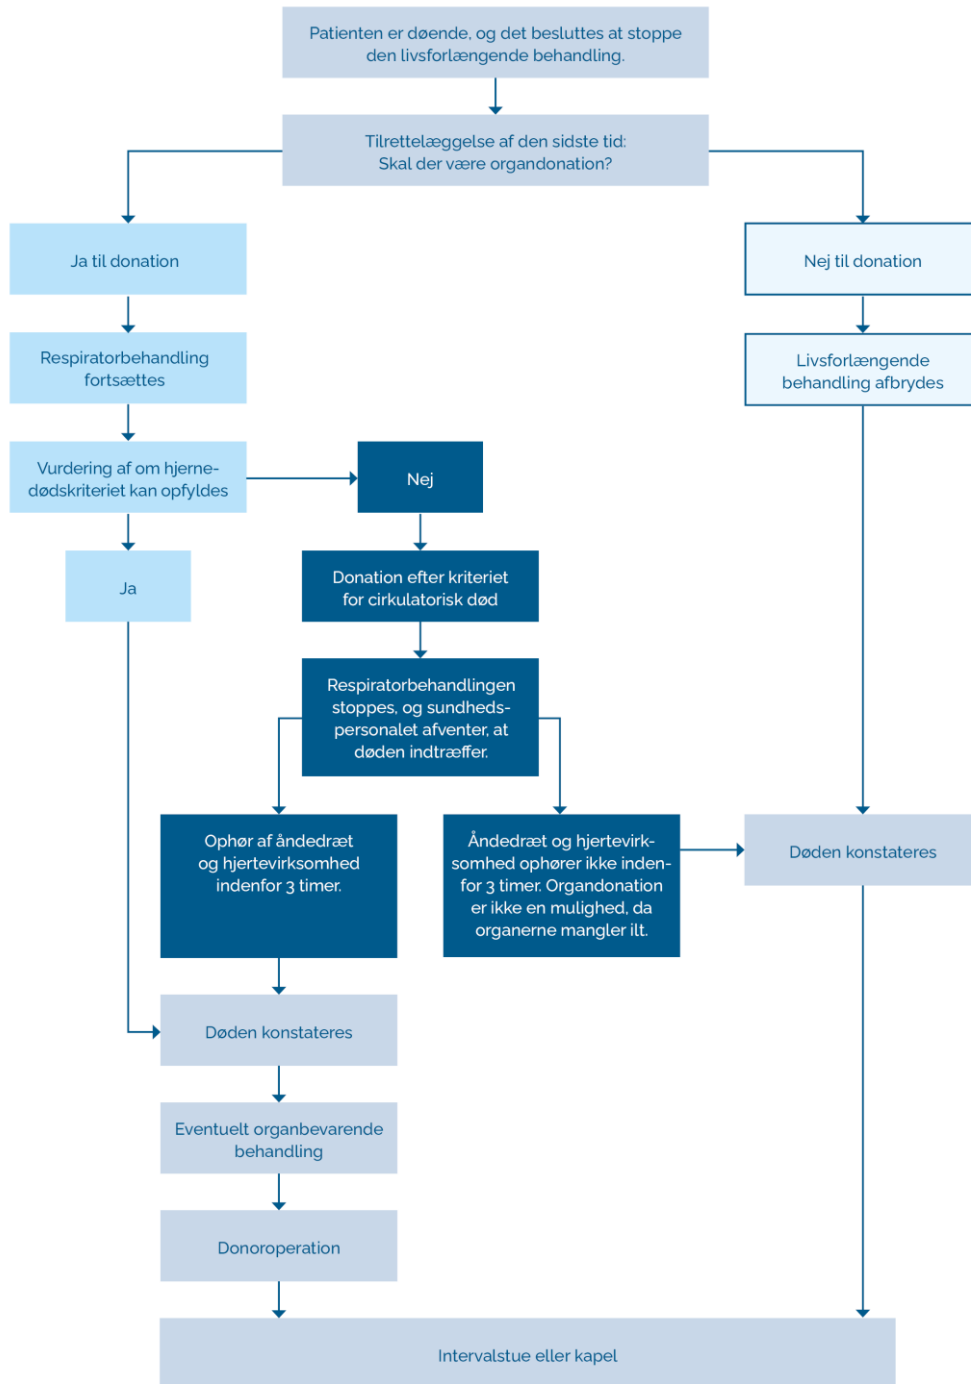 Patienten er døende, og det besluttes at stoppe
den livsforlængende behandling.
Tilrettelæggelse af den sidste tid:
Skal der være organdonation?
Ja til donation
Nej til donation
Respiratorbehandling
fortsættes
Livsforlængende
behandling afbrydes
Vurdering af om hjerne-
dødskriteriet kan opfyldes
Nej
Ja
Donation efter kriteriet
for cirkulatorisk død
Respiratorbehandlingen
stoppes, og sundheds-
personalet afventer, at
døden indtræffer.
Ophør af åndedræt
og hjertevirksomhed
indenfor 3 timer.
Åndedræt og hjertevirk-
somhed ophører ikke inden-
for 3 timer. Organdonation
er ikke en mulighed, da
organerne mangler ilt.
Døden konstateres
Døden konstateres
Eventuelt organbevarende
behandling
Donoroperation
Intervalstue eller kapel